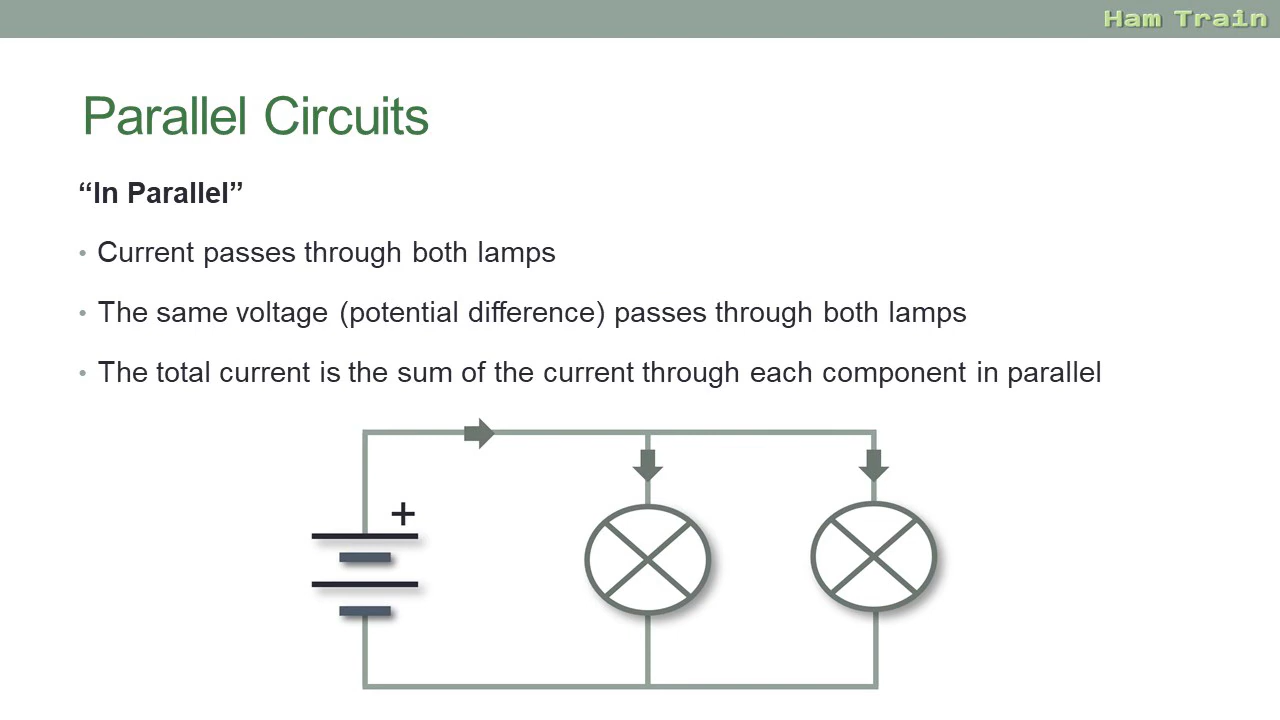 Ham Train
Parallel Circuits
“In Parallel”
• Current passes through both lamps
• The same voltage (potential difference) passes through both lamps
• The total current is the sum of the current through each component in parallel
+